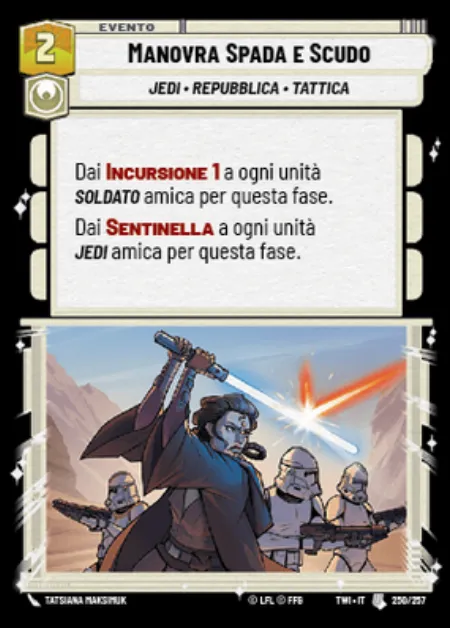 EVENTO
2
MANOVRA SPADA E SCUDO
JEDI • REPUBBLICA • TATTICA
Dai INCURSIONE 1 a ogni unità
SOLDATO amica per questa fase.
Dai SENTINELLA a ogni unità
JEDI amica per questa fase.
TATSIANA MAKSIMUK
© LFL © FFG
TWI • IT
250/257